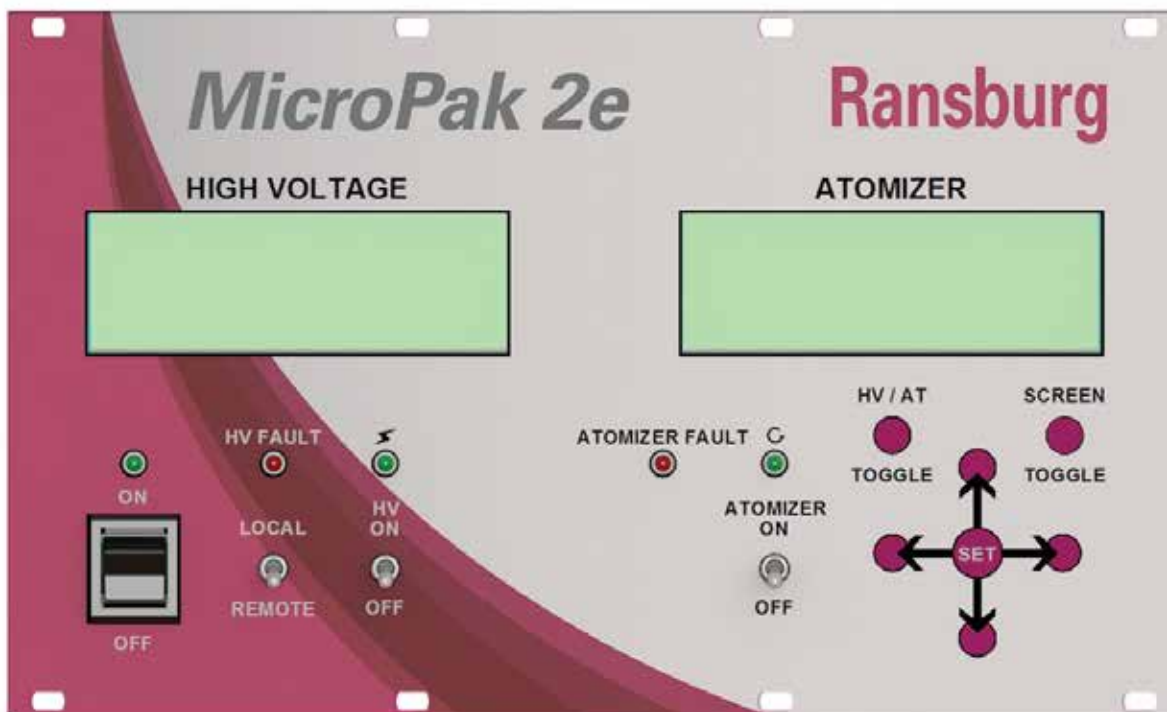 MicroPak 2e
Ransburg
HIGH VOLTAGE
ATOMIZER
HV / AT
SCREEN
HV FAULT
ATOMIZER FAULT
TOGGLE
TOGGLE
ON
HV
ON
ATOMIZER
ON
LOCAL
SET
REMOTE
OFF
OFF
OFF